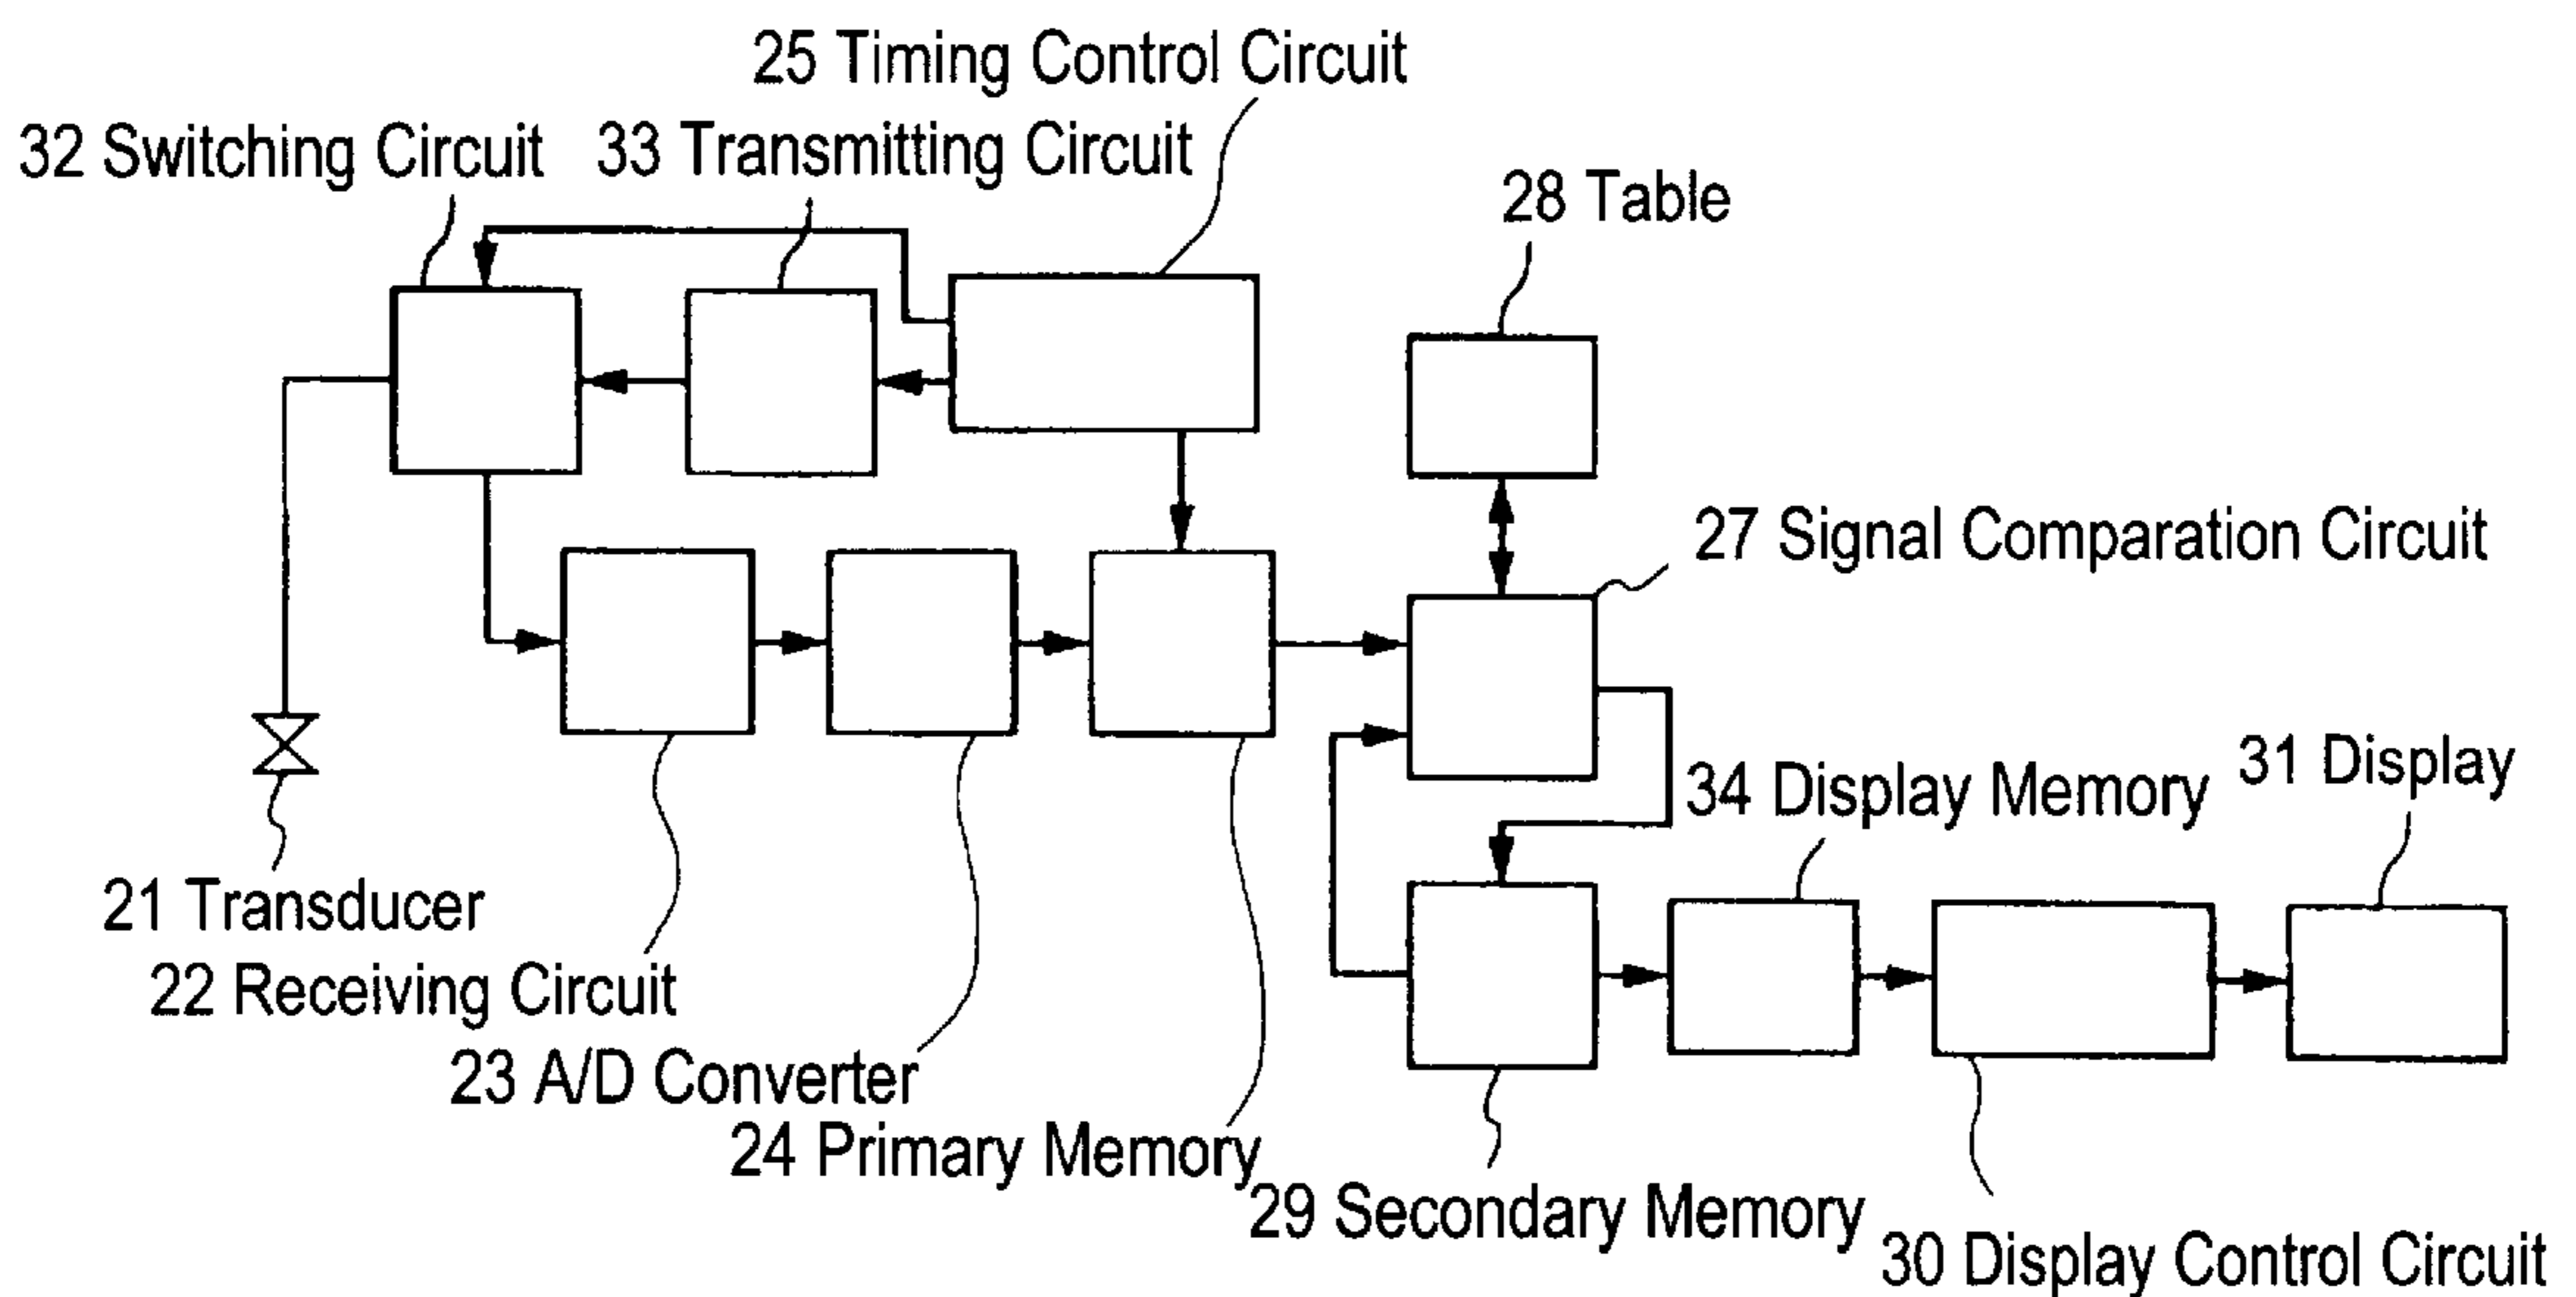 25 Timing Control Circuit
32 Switching Circuit
33 Transmitting Circuit
28 Table
27 Signal Comparation Circuit
34 Display Memory
31 Display
21 Transducer
22 Receiving Circuit
23 A/D Converter
24 Primary Memory
29 Secondary Memory
30 Display Control Circuit